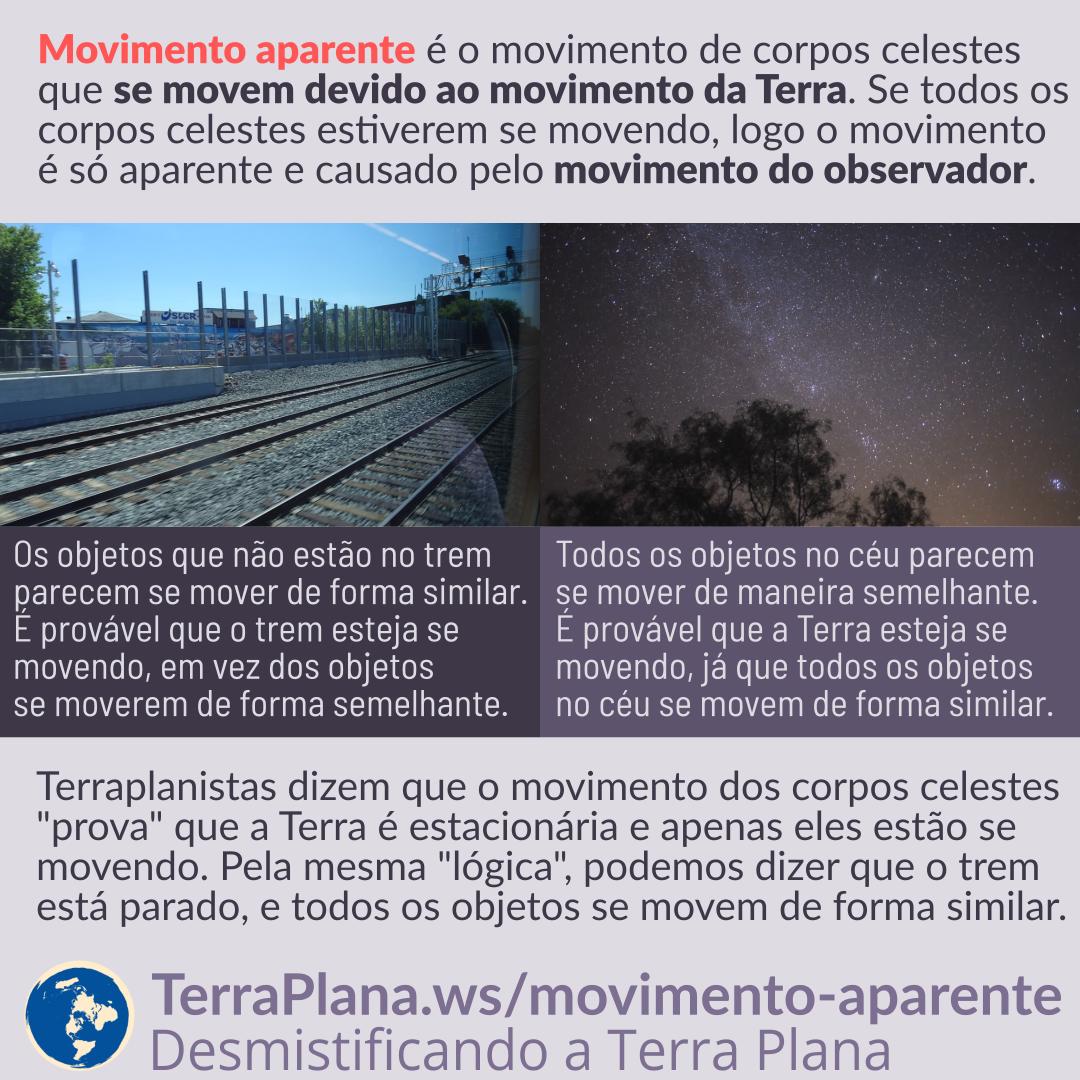 Movimento aparente é o movimento de corpos celestes
que se movem devido ao movimento da Terra. Se todos os
corpos celestes estiverem se movendo, logo o movimento
é só aparente e causado pelo movimento do observador.
OSLER
Os objetos que não estão no trem
parecem se mover de forma similar.
É provável que o trem esteja se
movendo, em vez dos objetos
se moverem de forma semelhante.
Todos os objetos no céu parecem
se mover de maneira semelhante.
É provável que a Terra esteja se
movendo, já que todos os objetos
no céu se movem de forma similar.
Terraplanistas dizem que o movimento dos corpos celestes
"prova" que a Terra é estacionária e apenas eles estão se
movendo. Pela mesma "lógica", podemos dizer que o trem
está parado, e todos os objetos se movem de forma similar.
TerraPlana.ws/movimento-aparente
Desmistificando a Terra Plana